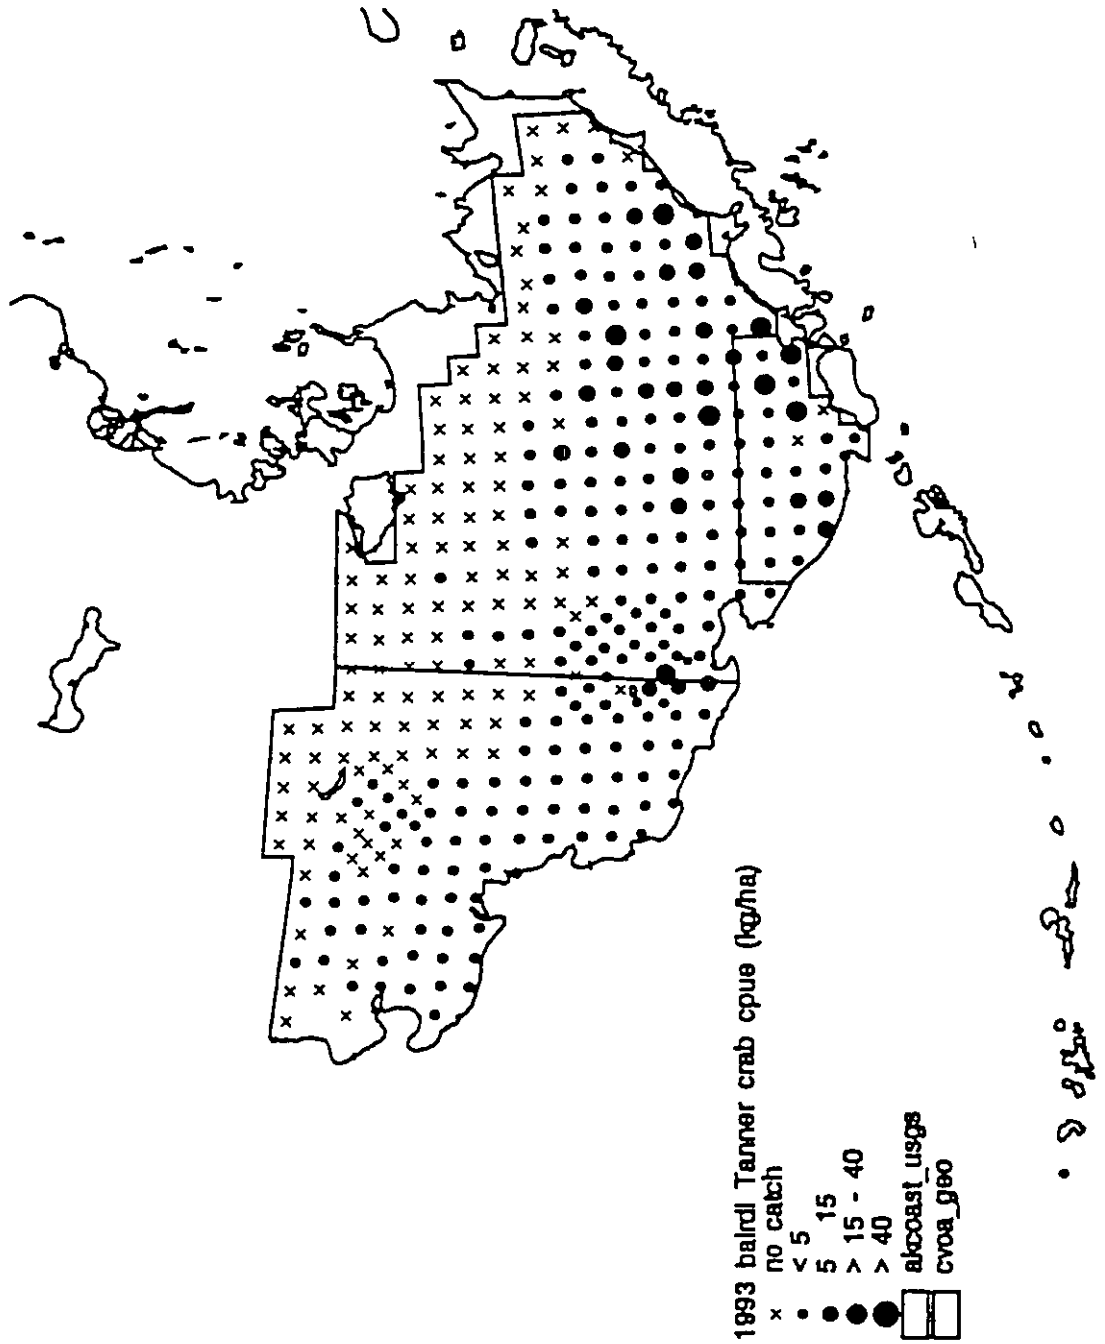 1993 bairdi Tanner crab cpue (kg/ha)
× no catch
< 5
5 15
> 15 - 40
> 40
akcoast_usgs
cvoa_geo